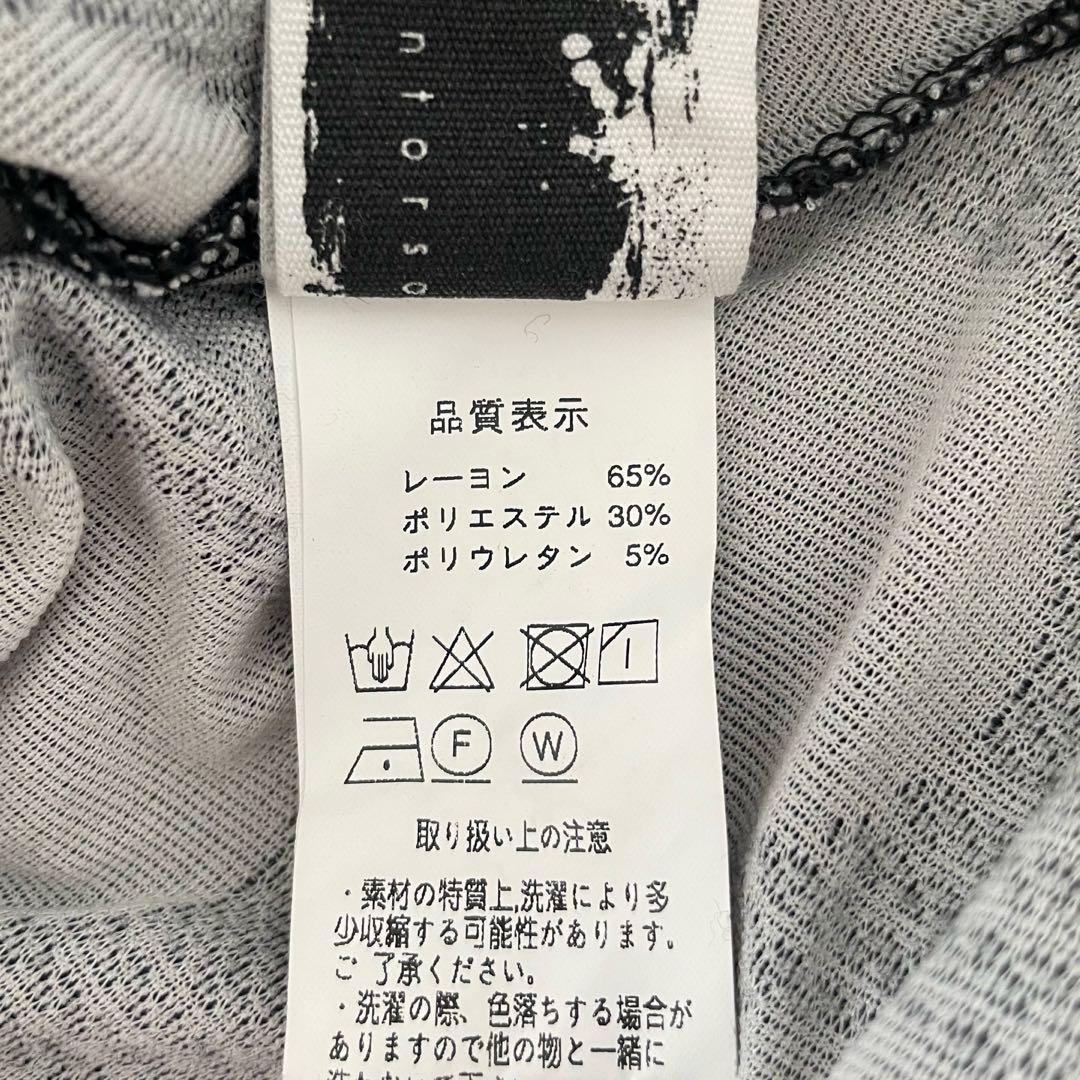 ntorso
品質表示
レーヨン 65%
ポリエステル 30%
ポリウレタン 5%
F W
取り扱い上の注意
・素材の特質上,洗濯により多
少収縮する可能性があります。
ご了承ください。
・洗濯の際、色落ちする場合が
ありますので他の物と一緒に